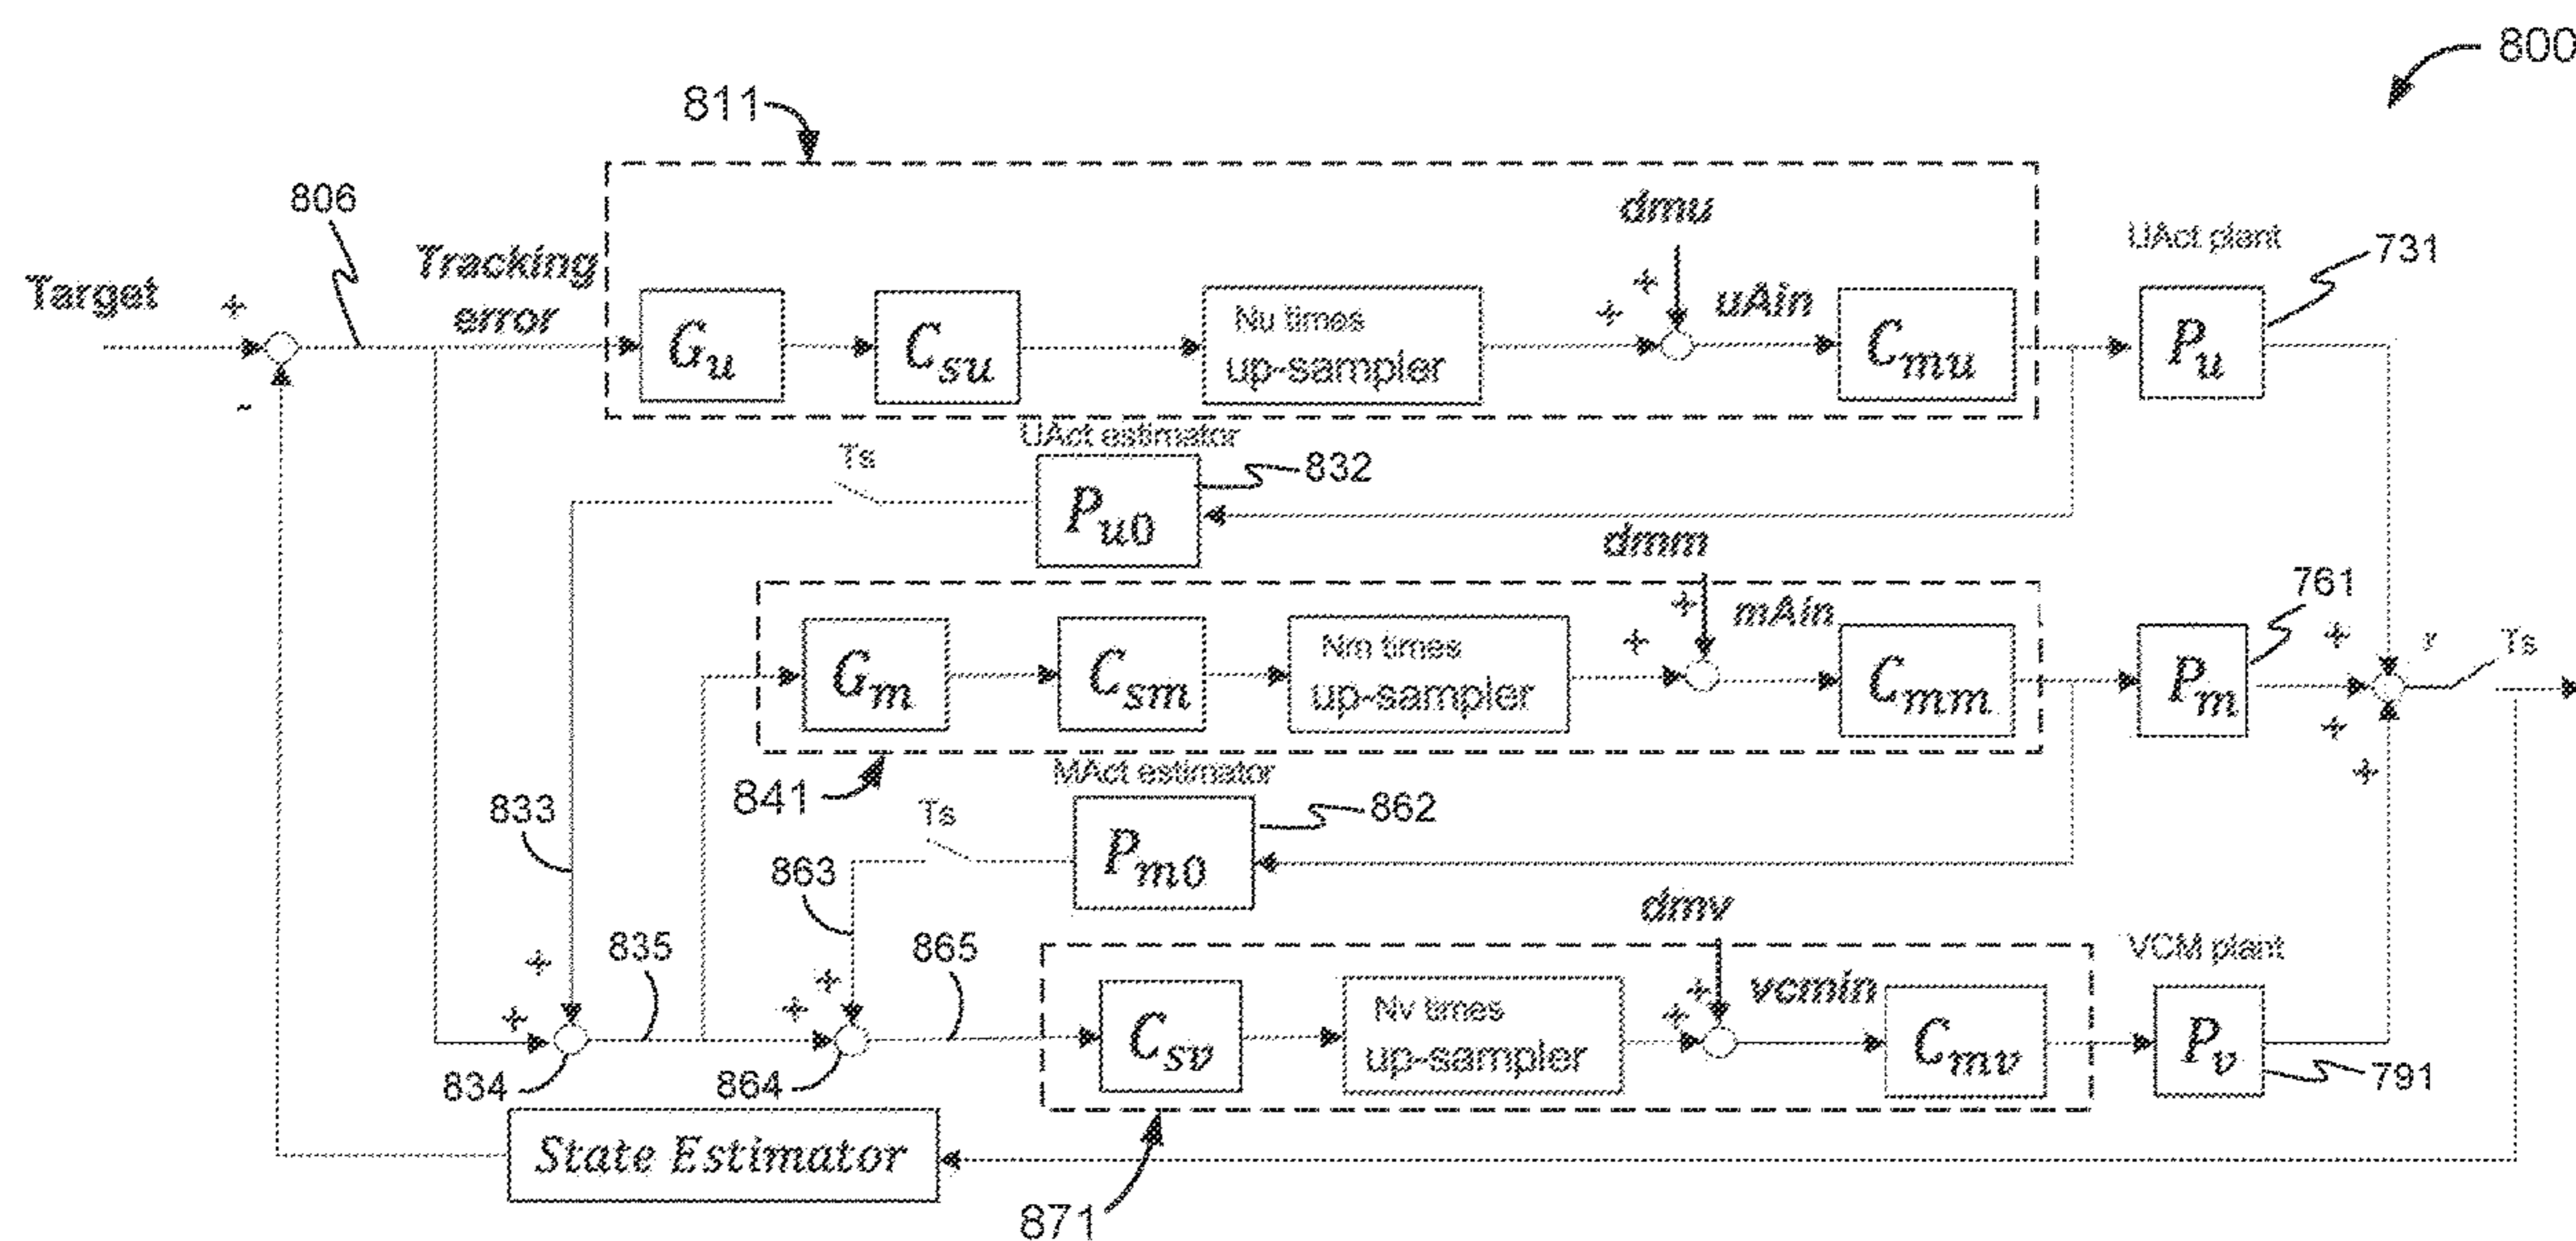 800
811
806
dmu
UAct plant
731
Tracking
error
Target
+
+
+
uAin
Nu times
up-sampler
Gu
Csu
Cmu
Pu
-
UAct estimator
Ts
832
Pu0
dmm
761
+
mAin
+
Nm times
up-sampler
Gm
Csm
Cmm
Pm
+
y
Ts
+
+
841
MAct estimator
833
Ts
862
863
Pm0
dmv
835
865
VCM plant
+
+
+
+
+
+
vcmin
Nv times
up-sampler
Csv
Cmv
Pv
834
864
791
State Estimator
871